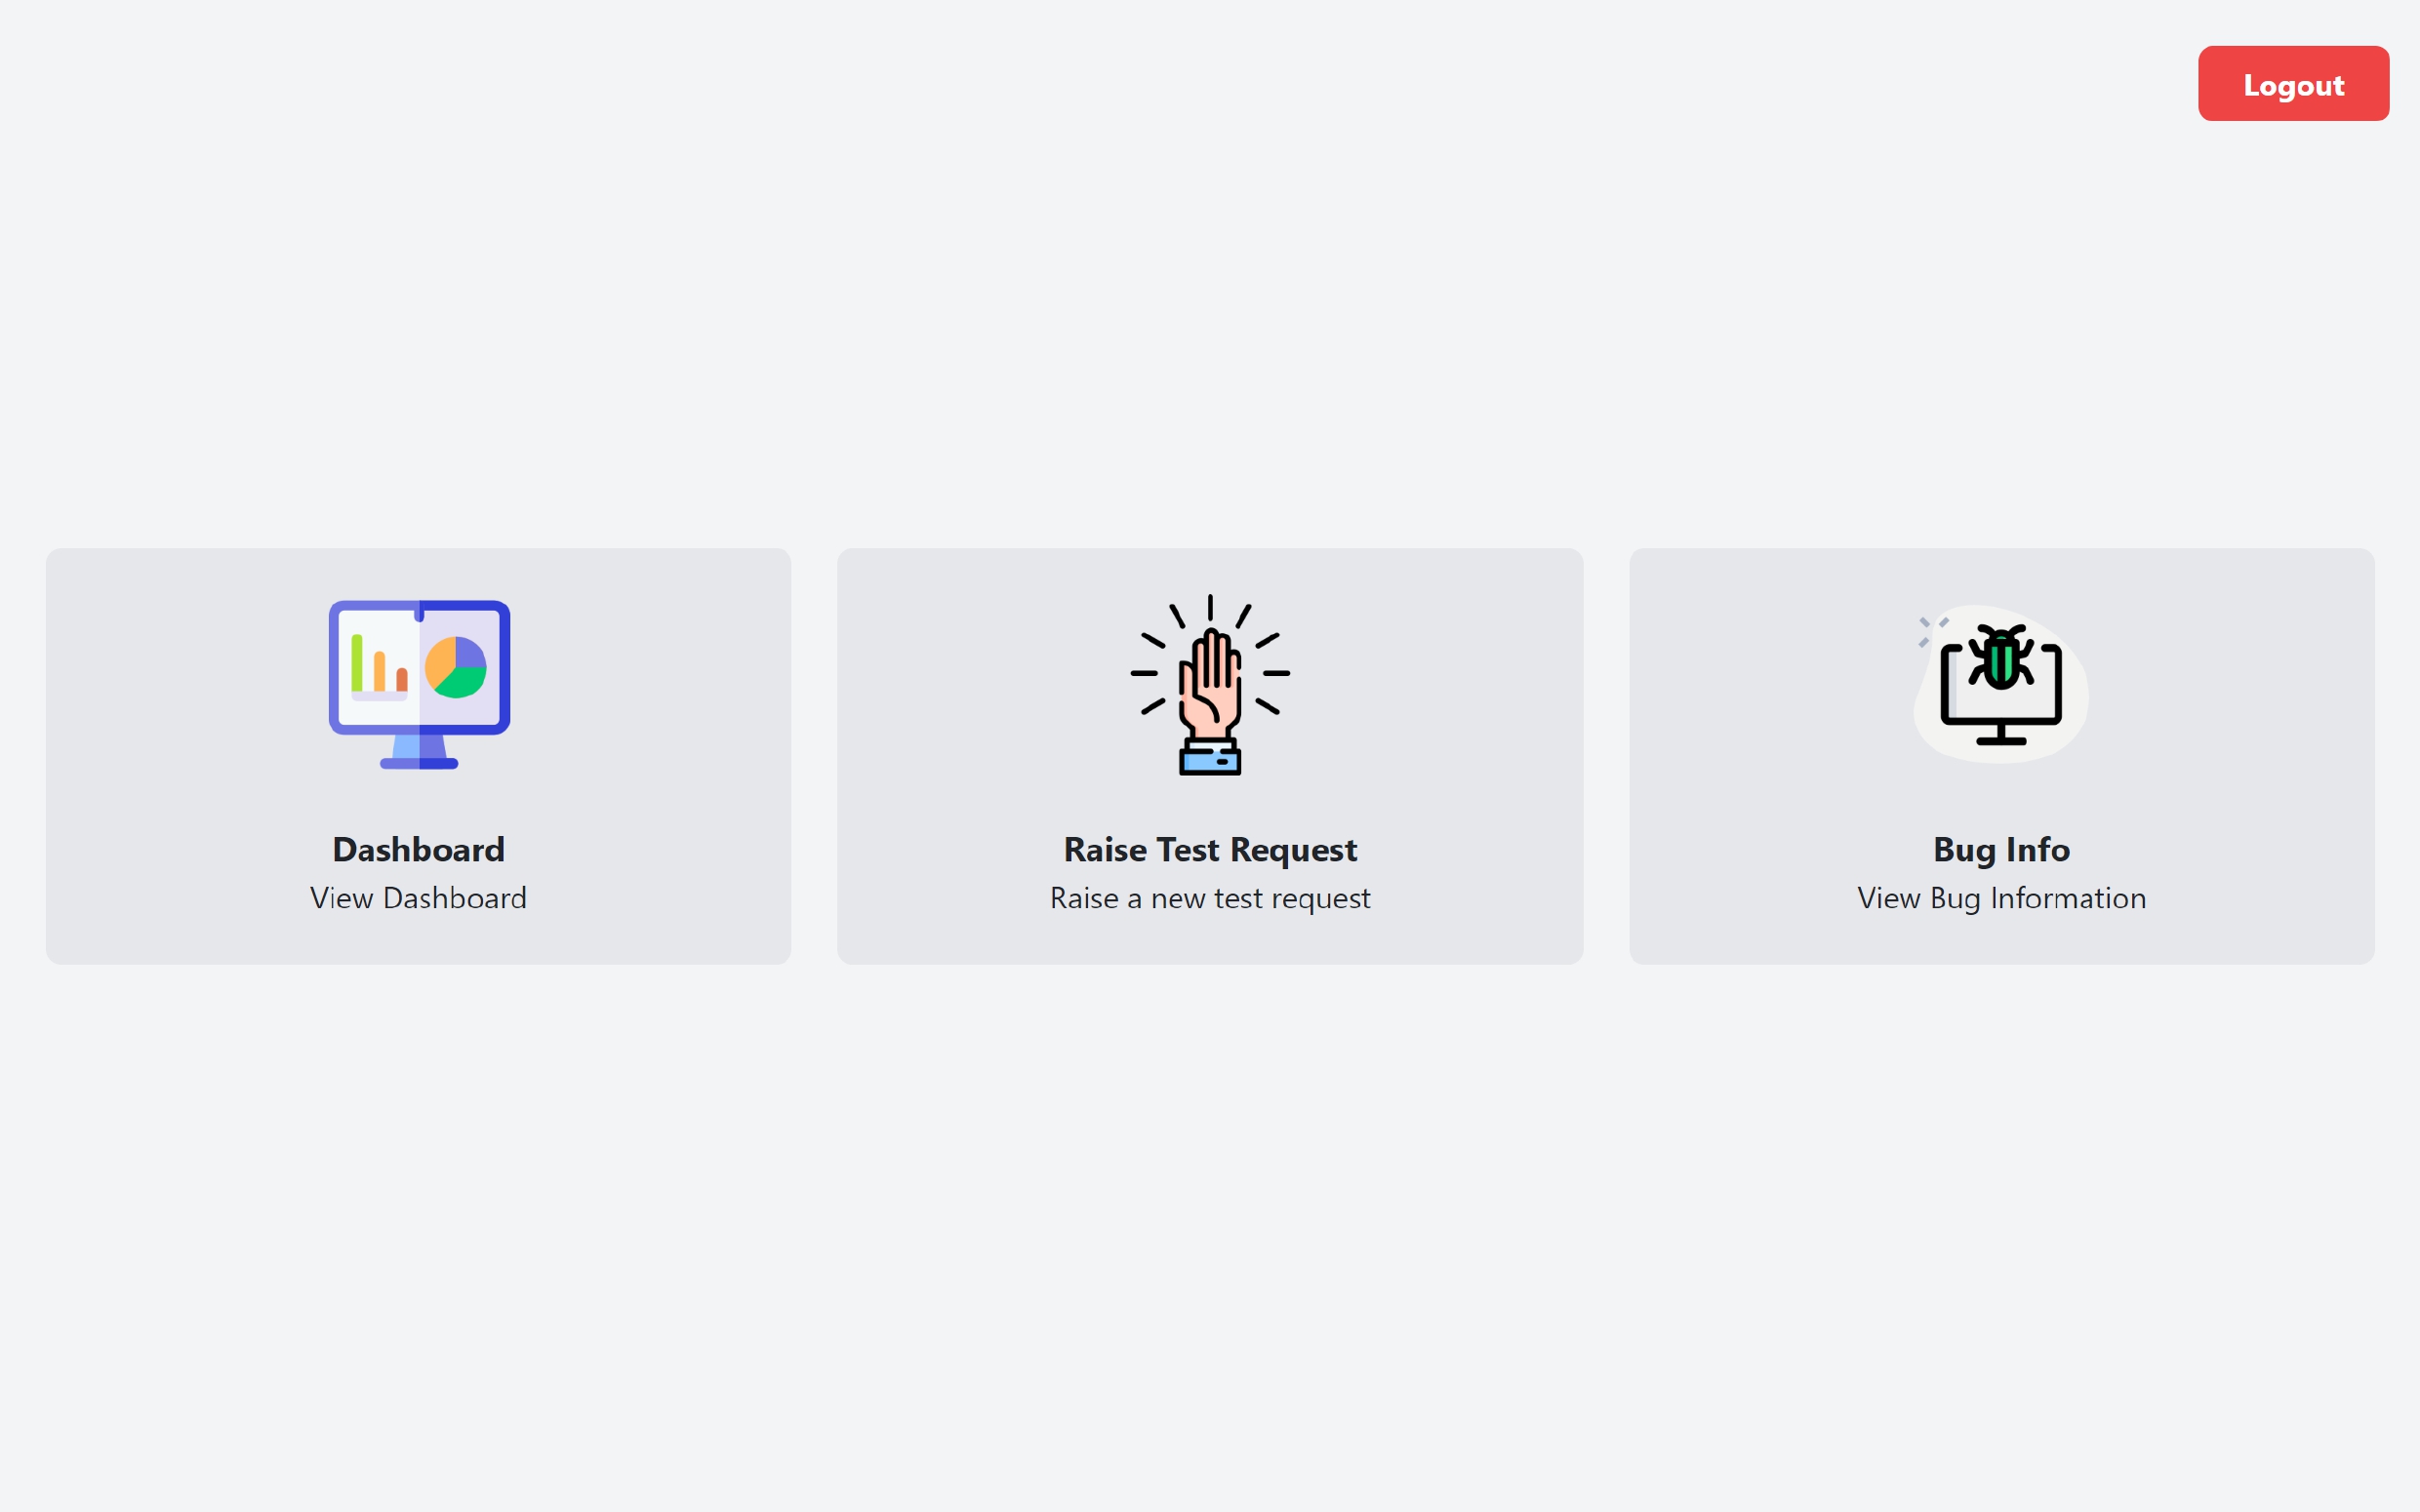 Logout
Dashboard
View Dashboard
Raise Test Request
Raise a new test request
Bug Info
View Bug Information